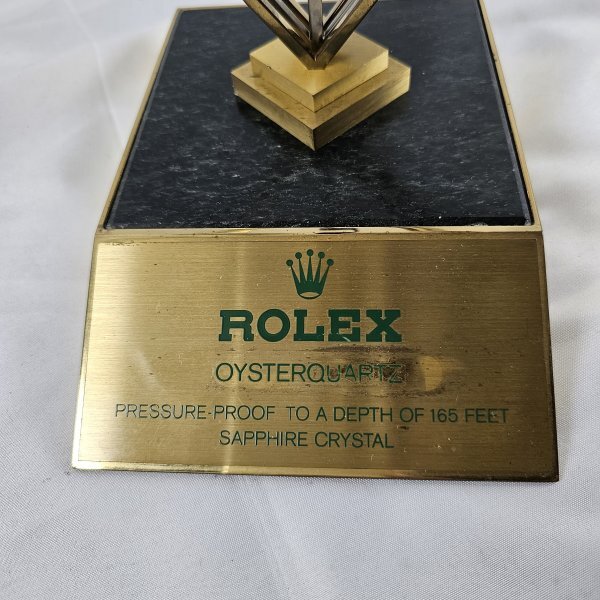 ROLEX
OYSTERQUARTZ
PRESSURE-PROOF TO A DEPTH OF 165 FEET
SAPPHIRE CRYSTAL